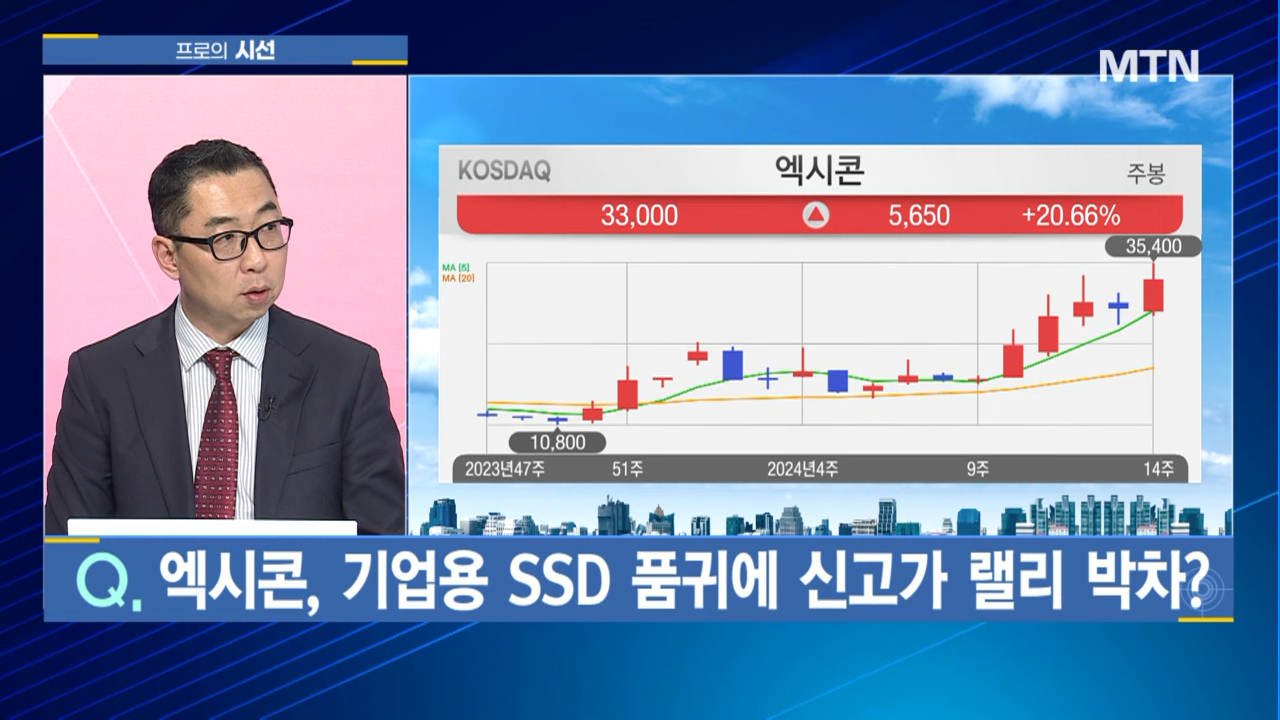 프로의 시선
MTN
KOSDAQ 엑시콘 주봉
33,000 5,650 +20.66%
35,400
MA [5]
MA [20]
10,800
2023년47주 51주 2024년4주 9주 14주
Q. 엑시콘, 기업용 SSD 품귀에 신고가 랠리 박차?